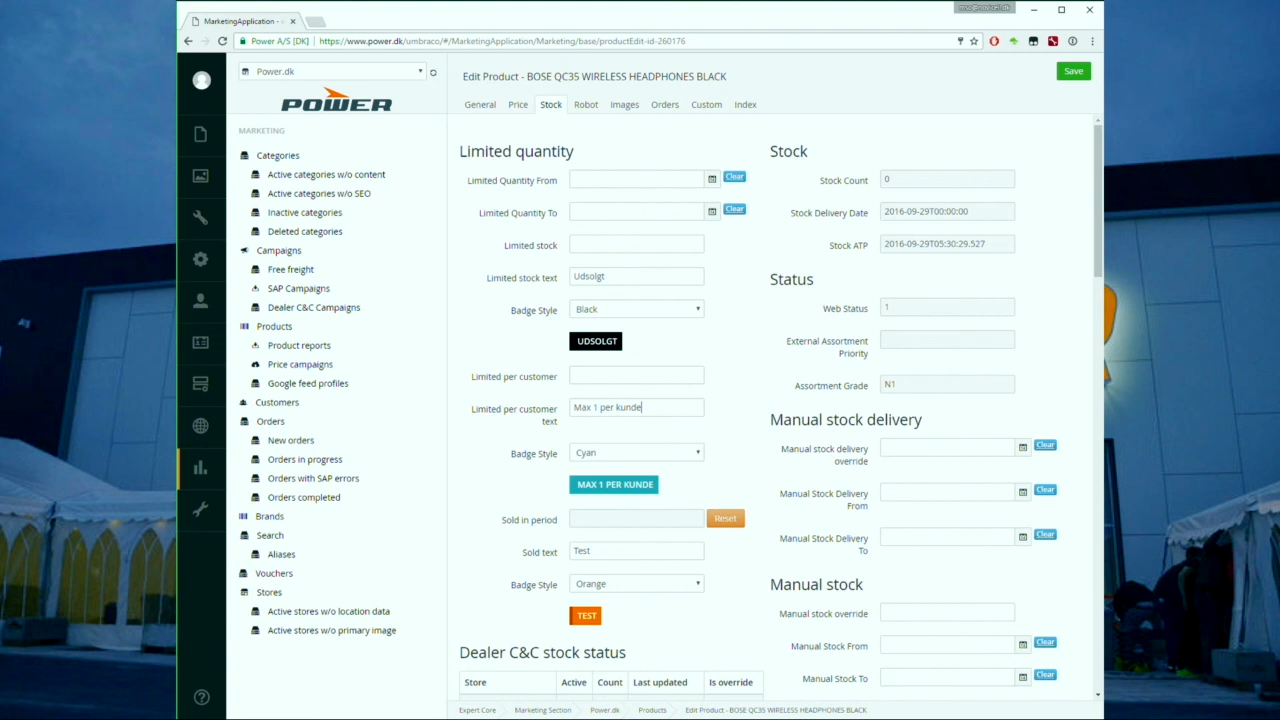 MarketingApplication -
Power A/S [DK]
https://www.power.dk/umbraco/#/MarketingApplication/Marketing/base/productEdit-id-260176
Power.dk
POWER
MARKETING
Categories
Active categories w/o content
Active categories w/o SEO
Inactive categories
Deleted categories
Campaigns
Free freight
SAP Campaigns
Dealer C&C Campaigns
Products
Product reports
Price campaigns
Google feed profiles
Customers
Orders
New orders
Orders in progress
Orders with SAP errors
Orders completed
Brands
Search
Aliases
Vouchers
Stores
Active stores w/o location data
Active stores w/o primary image
Edit Product - BOSE QC35 WIRELESS HEADPHONES BLACK
Save
General Price Stock Robot Images Orders Custom Index
Limited quantity
Limited Quantity From Clear
Limited Quantity To Clear
Limited stock
Limited stock text Udsolgt
Badge Style Black
UDSOLGT
Limited per customer
Limited per customer text Max 1 per kunde
Badge Style Cyan
MAX 1 PER KUNDE
Sold in period Reset
Sold text Test
Badge Style Orange
TEST
Dealer C&C stock status
Store Active Count Last updated Is override
Stock
Stock Count 0
Stock Delivery Date 2016-09-29T00:00:00
Stock ATP 2016-09-29T05:30:29.527
Status
Web Status 1
External Assortment
Priority
Assortment Grade N1
Manual stock delivery
Manual stock delivery
override Clear
Manual Stock Delivery
From Clear
Manual Stock Delivery
To Clear
Manual stock
Manual stock override
Manual Stock From Clear
Manual Stock To Clear
Expert Core Marketing Section Power.dk Products Edit Product - BOSE QC35 WIRELESS HEADPHONES BLACK